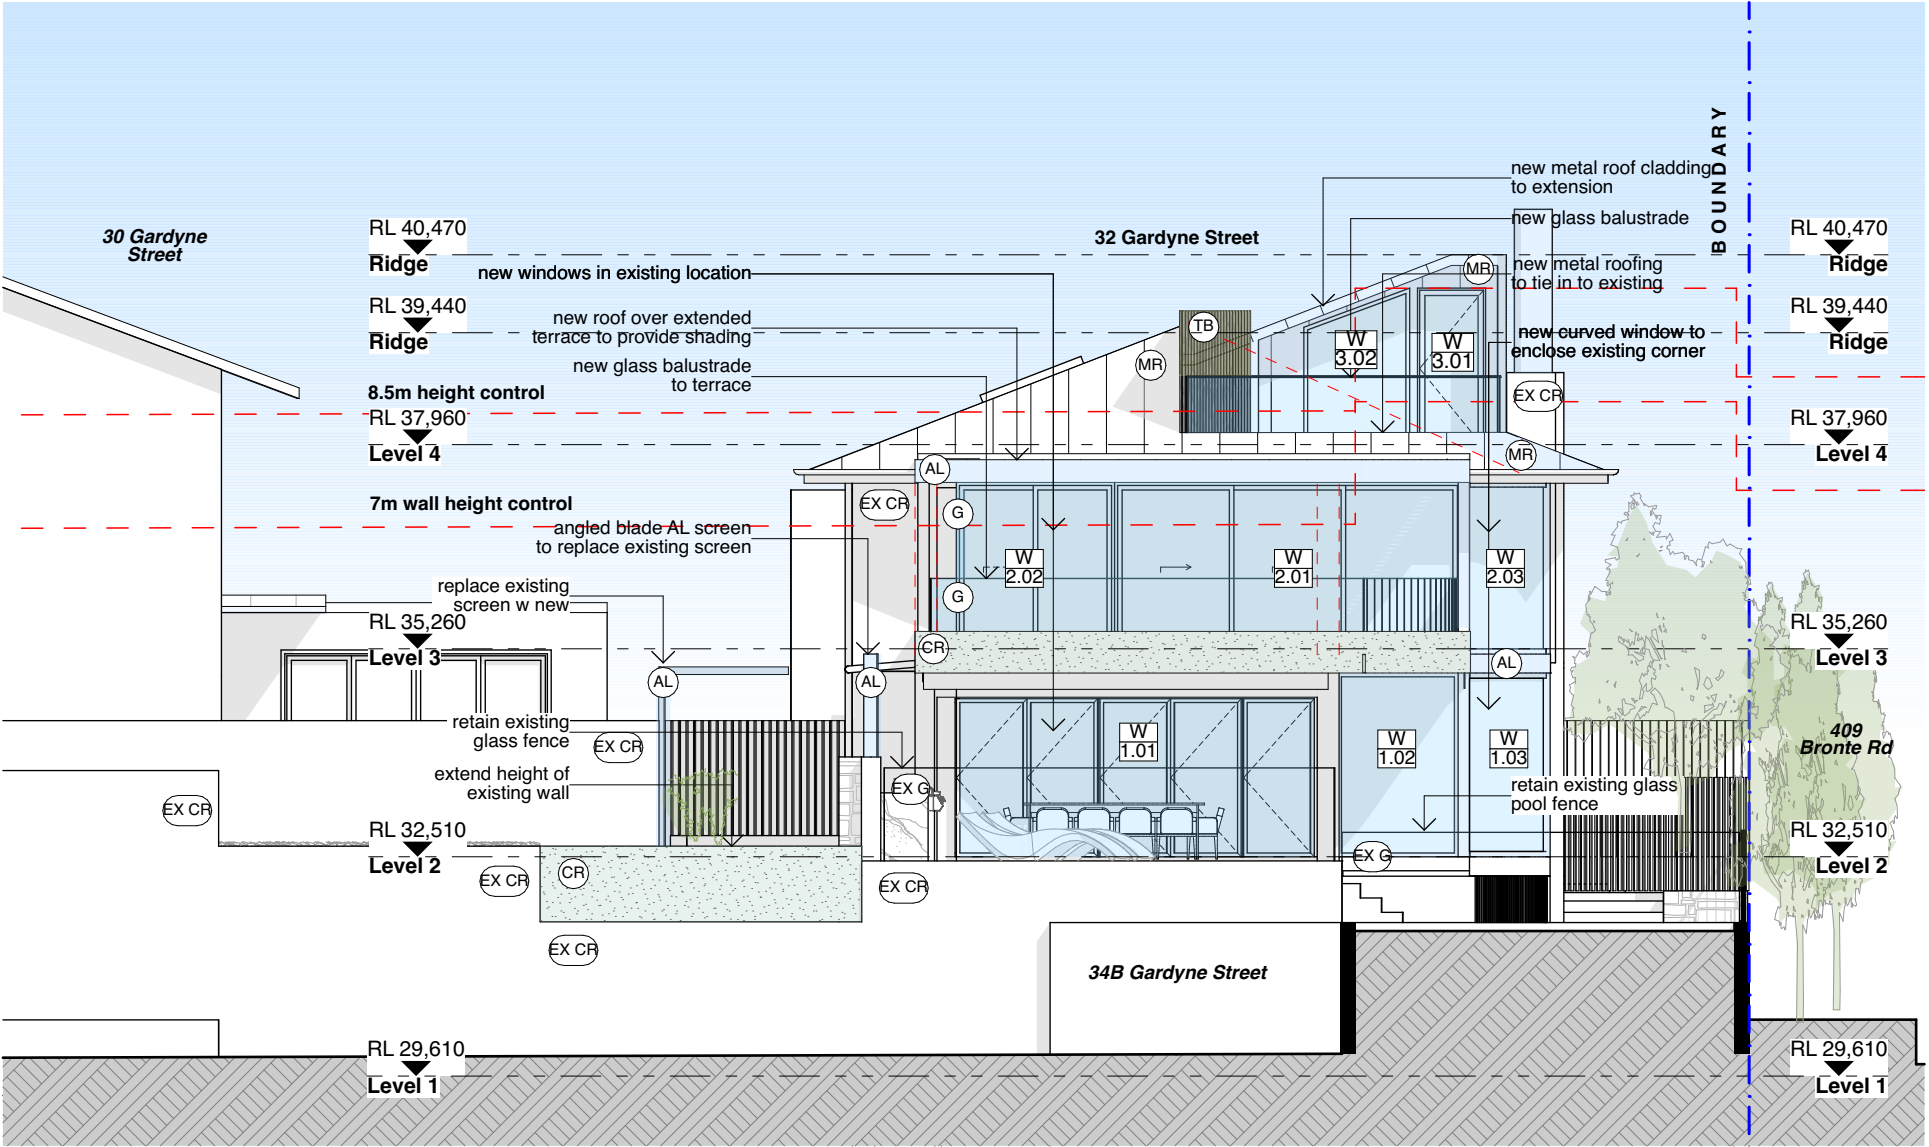 BOUNDARY
new metal roof cladding
to extension
new glass balustrade
30 Gardyne
Street
RL 40,470
Ridge
32 Gardyne Street
RL 40,470
Ridge
new windows in existing location
MR
new metal roofing
to tie in to existing
RL 39,440
Ridge
new roof over extended
terrace to provide shading
TB
W
3.02
W
3.01
new curved window to
enclose existing corner
RL 39,440
Ridge
new glass balustrade
to terrace
MR
8.5m height control
EX CR
RL 37,960
Level 4
RL 37,960
Level 4
AL
MR
7m wall height control
EX CR
G
angled blade AL screen
to replace existing screen
W
2.02
W
2.01
W
2.03
replace existing
screen w new
G
RL 35,260
Level 3
CR
RL 35,260
Level 3
AL
AL
AL
retain existing
glass fence
EX CR
W
1.01
W
1.02
W
1.03
409
Bronte Rd
extend height of
existing wall
EX G
retain existing glass
pool fence
EX CR
RL 32,510
Level 2
EX G
RL 32,510
Level 2
EX CR
CR
EX CR
EX CR
34B Gardyne Street
RL 29,610
Level 1
RL 29,610
Level 1